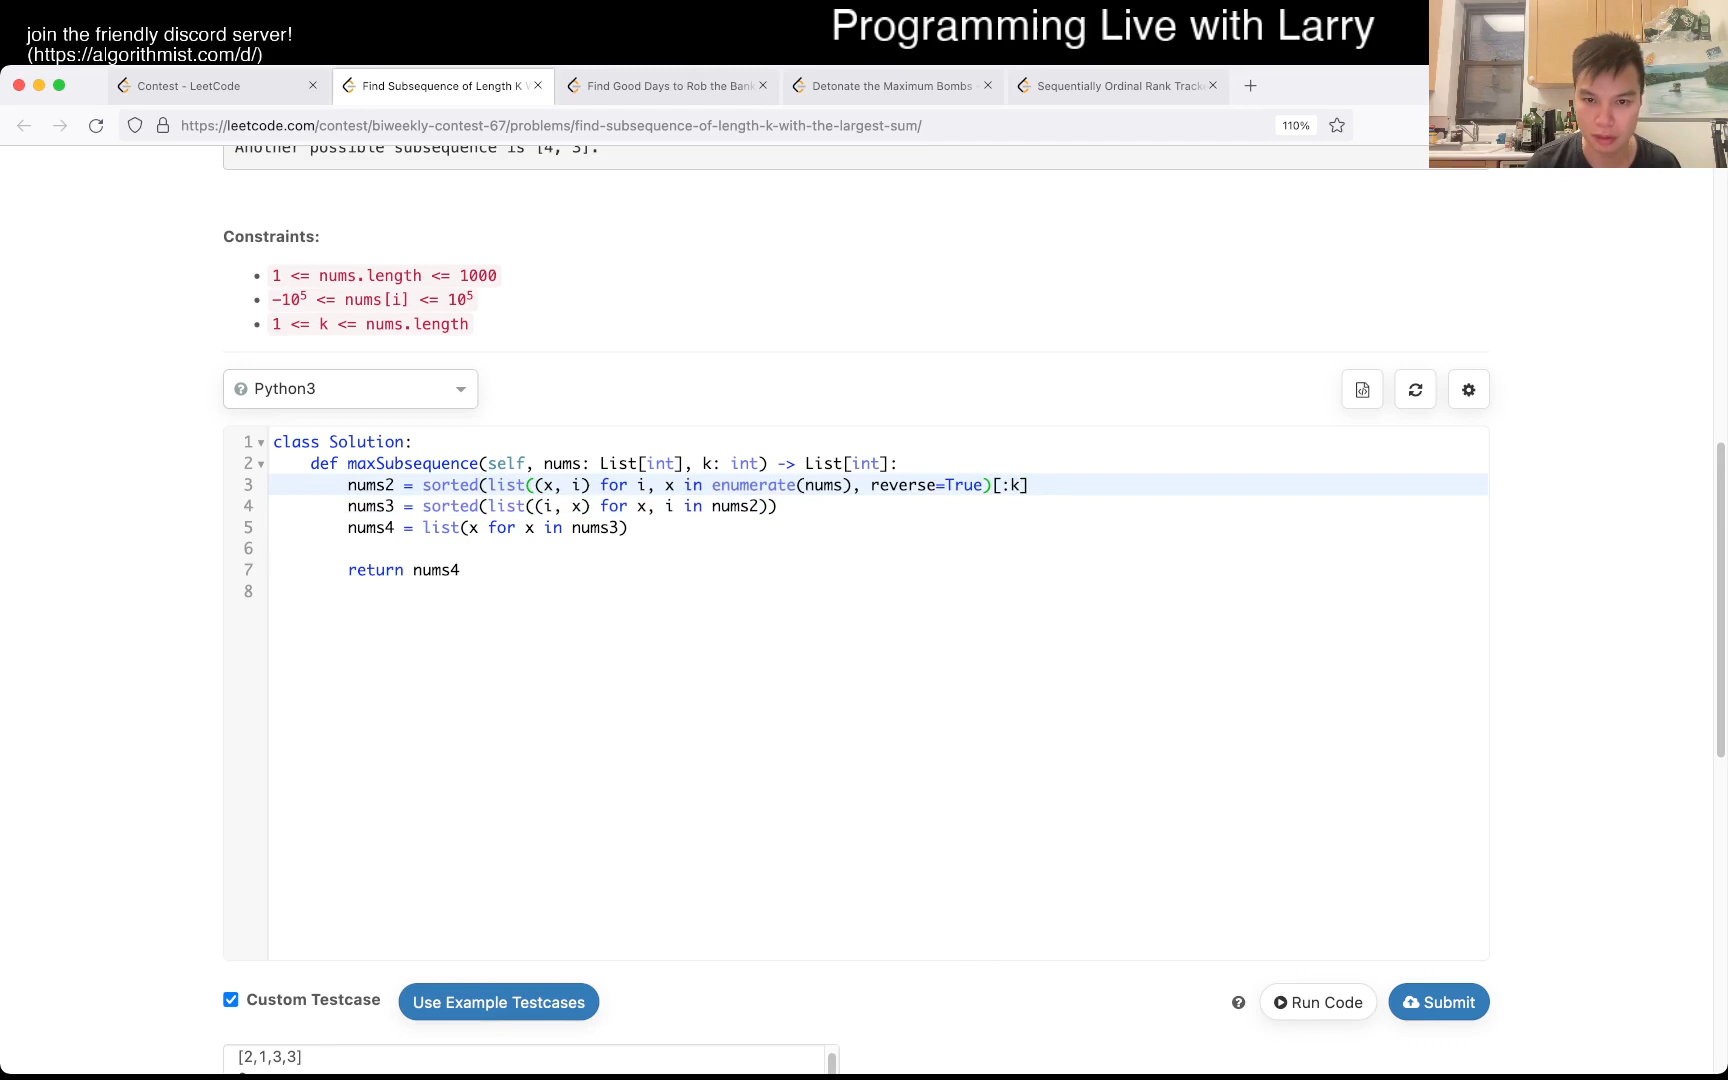 join the friendly discord server!
(https://algorithmist.com/d/)
Programming Live with Larry
Contest - LeetCode
Find Subsequence of Length K W
Find Good Days to Rob the Bank
Detonate the Maximum Bombs -
Sequentially Ordinal Rank Tracke
https://leetcode.com/contest/biweekly-contest-67/problems/find-subsequence-of-length-k-with-the-largest-sum/
110%
Another possible subsequence is [4, 3].
Constraints:
• 1 <= nums.length <= 1000
• -10⁵ <= nums[i] <= 10⁵
• 1 <= k <= nums.length
Python3
1 class Solution:
2     def maxSubsequence(self, nums: List[int], k: int) -> List[int]:
3         nums2 = sorted(list((x, i) for i, x in enumerate(nums), reverse=True)[:k]
4         nums3 = sorted(list((i, x) for x, i in nums2))
5         nums4 = list(x for x in nums3)
6
7         return nums4
8
Custom Testcase
Use Example Testcases
Run Code
Submit
[2,1,3,3]